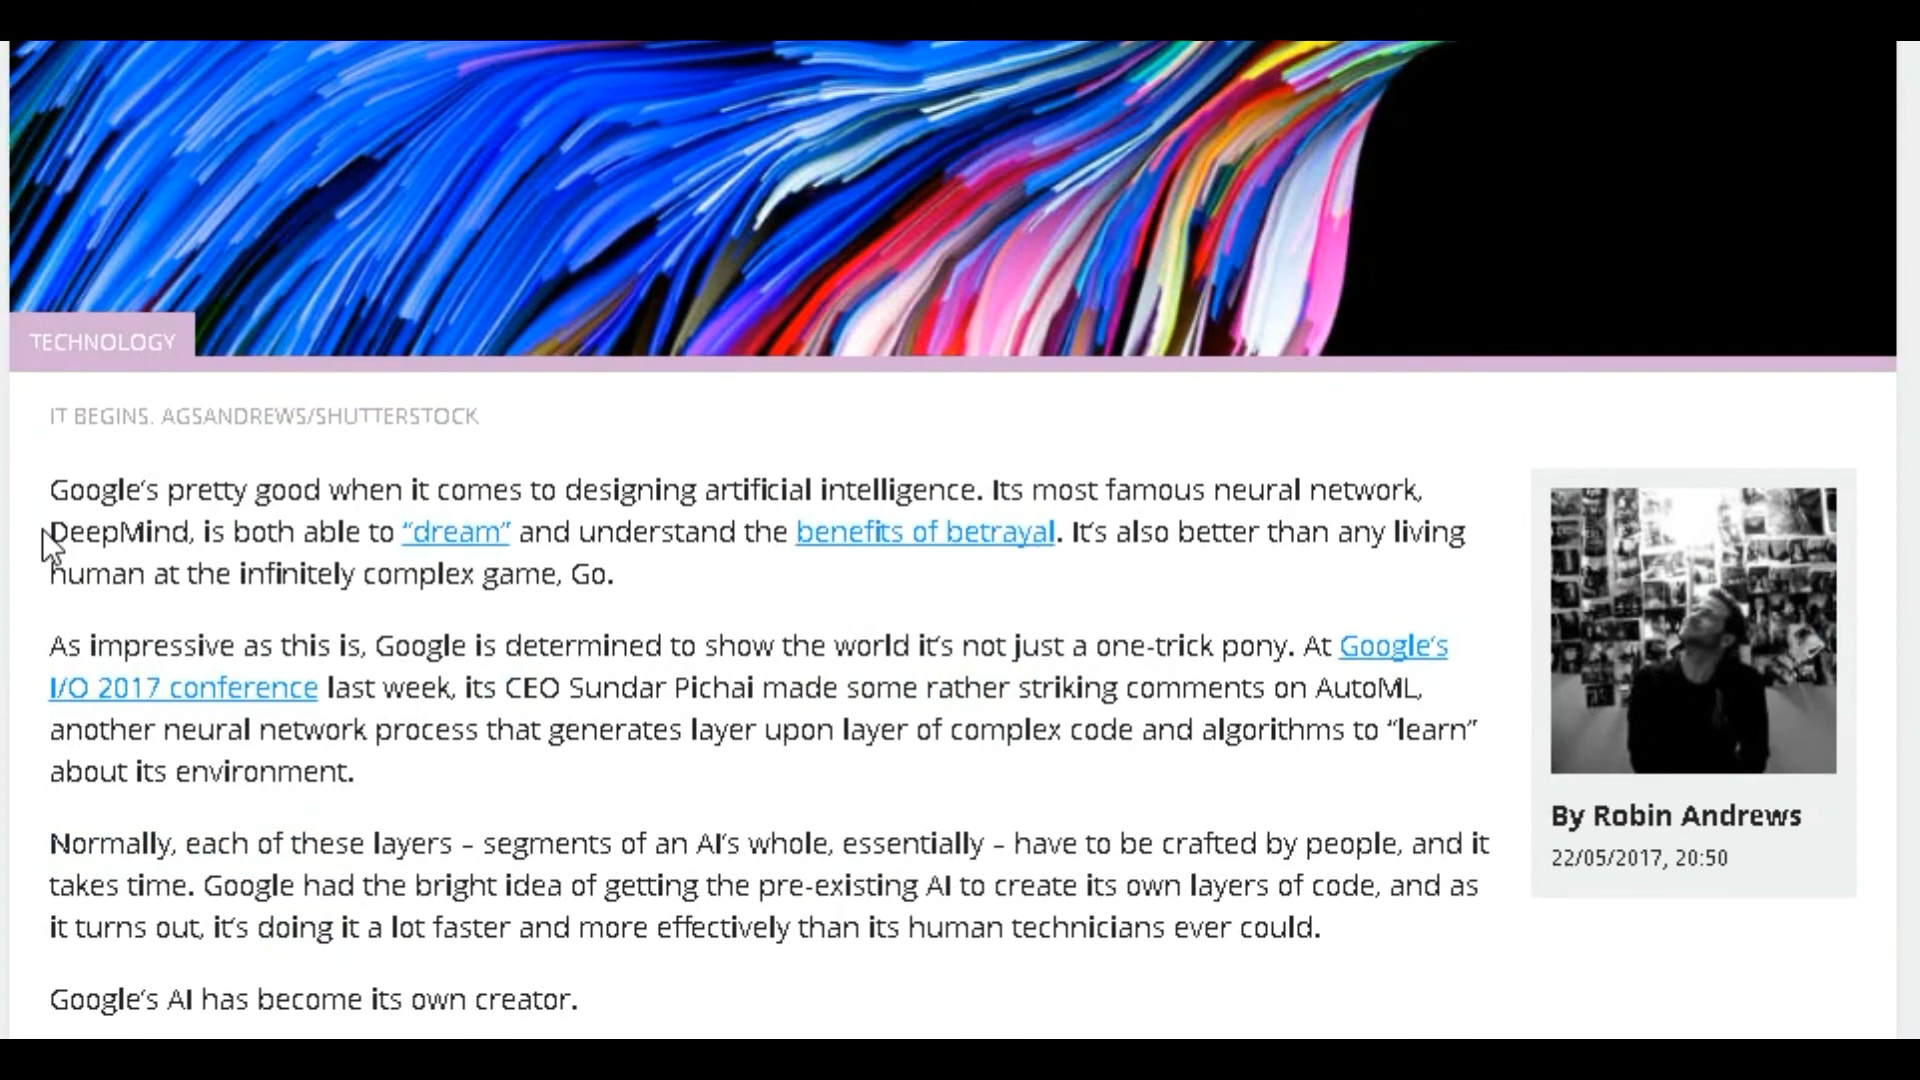 TECHNOLOGY
IT BEGINS. AGSANDREWS/SHUTTERSTOCK
Google's pretty good when it comes to designing artificial intelligence. Its most famous neural network,
DeepMind, is both able to “dream” and understand the benefits of betrayal. It's also better than any living
human at the infinitely complex game, Go.
As impressive as this is, Google is determined to show the world it's not just a one-trick pony. At Google's
I/O 2017 conference last week, its CEO Sundar Pichai made some rather striking comments on AutoML,
another neural network process that generates layer upon layer of complex code and algorithms to “learn”
about its environment.
Normally, each of these layers – segments of an AI's whole, essentially – have to be crafted by people, and it
takes time. Google had the bright idea of getting the pre-existing AI to create its own layers of code, and as
it turns out, it's doing it a lot faster and more effectively than its human technicians ever could.
Google's AI has become its own creator.
By Robin Andrews
22/05/2017, 20:50